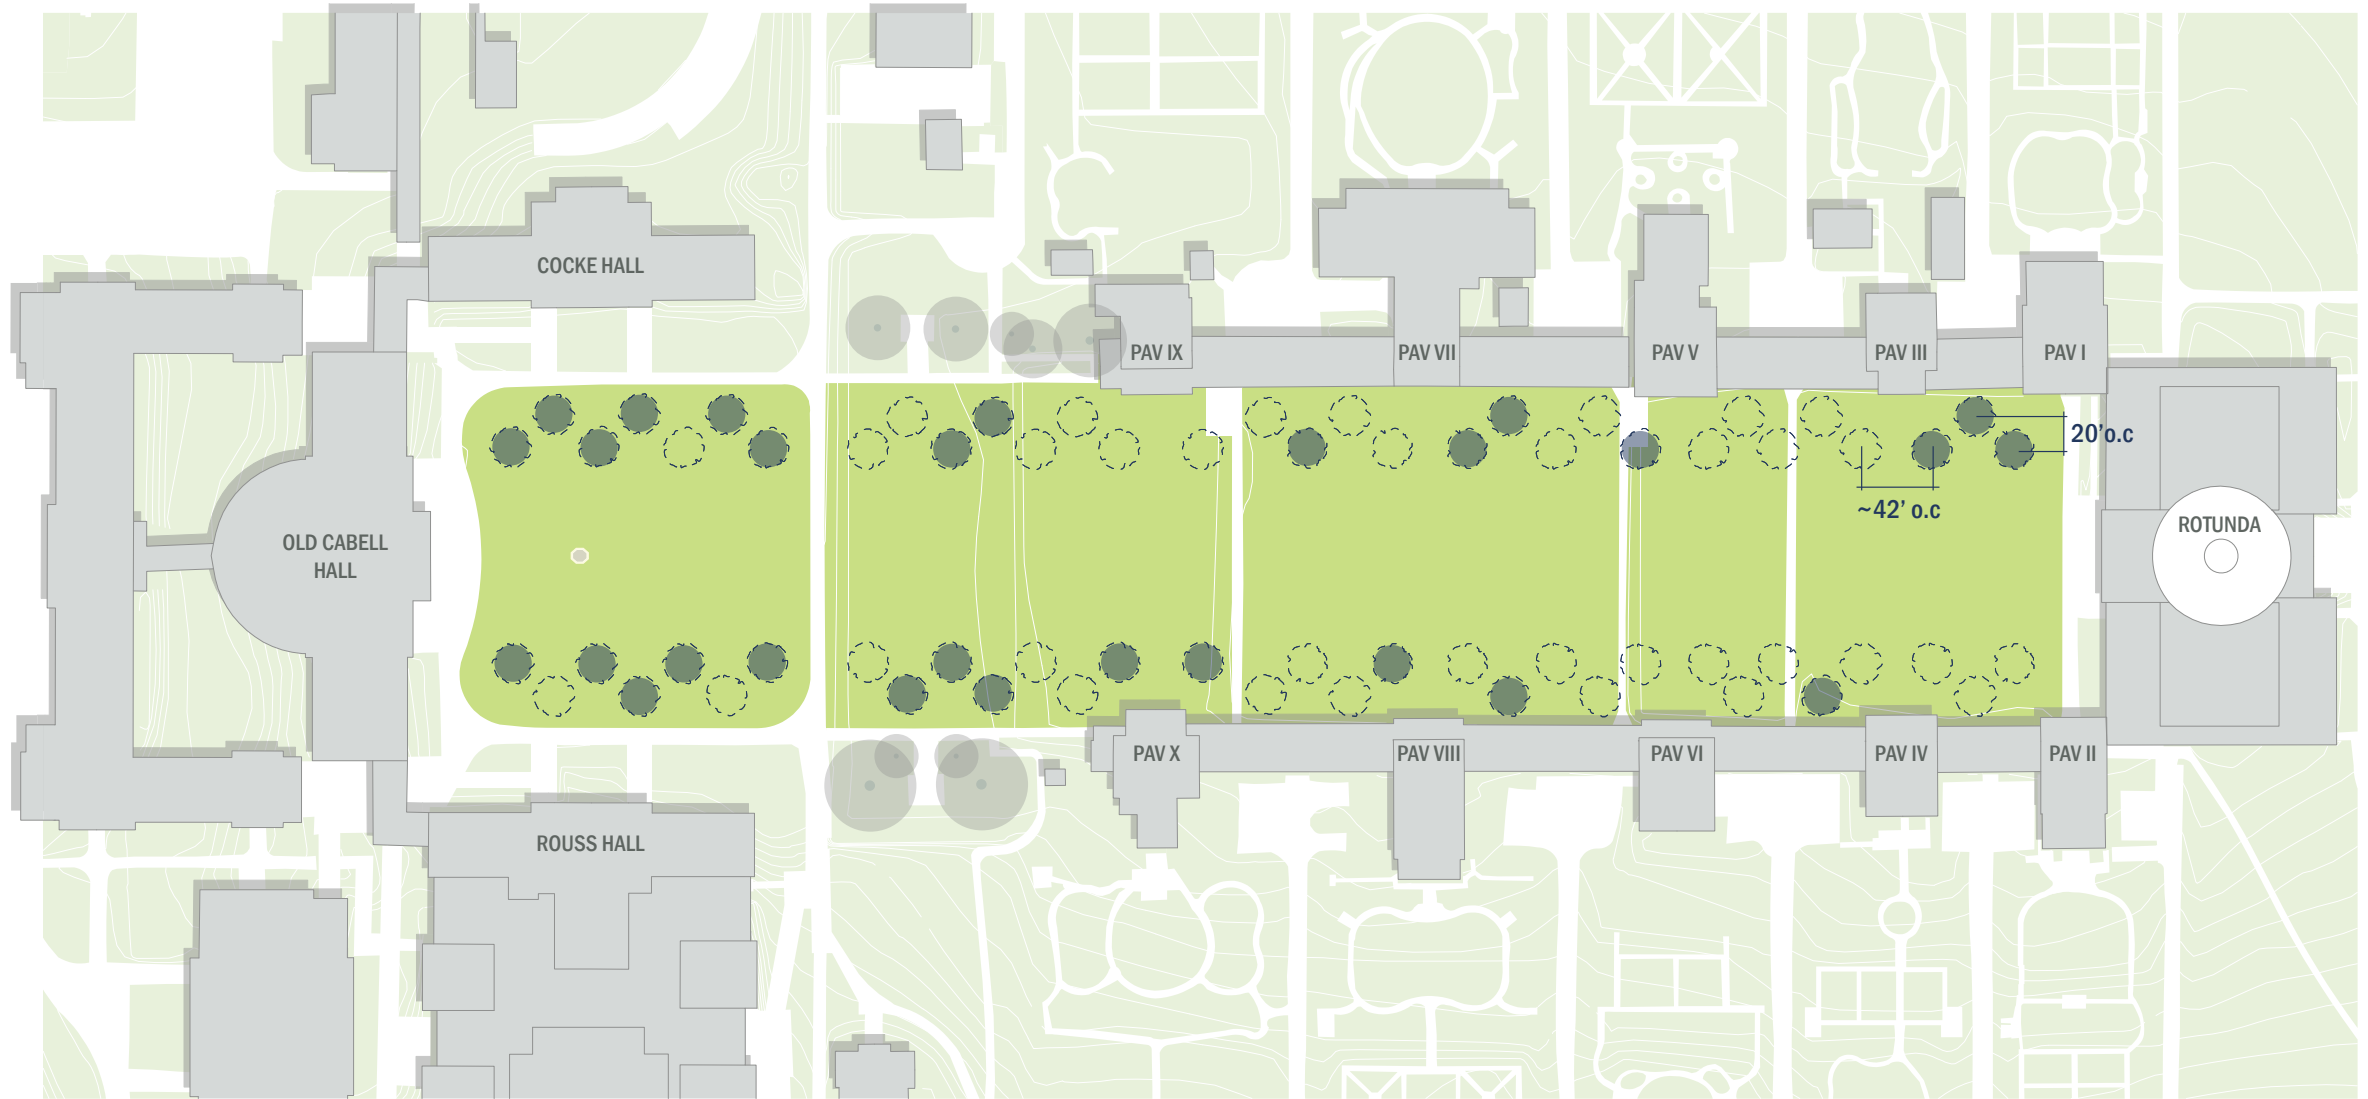 COCKE HALL
PAV IX
PAV VII
PAV V
PAV III
PAV I
20'o.c
~42' o.c
OLD CABELL
HALL
ROTUNDA
PAV X
PAV VIII
PAV VI
PAV IV
PAV II
ROUSS HALL